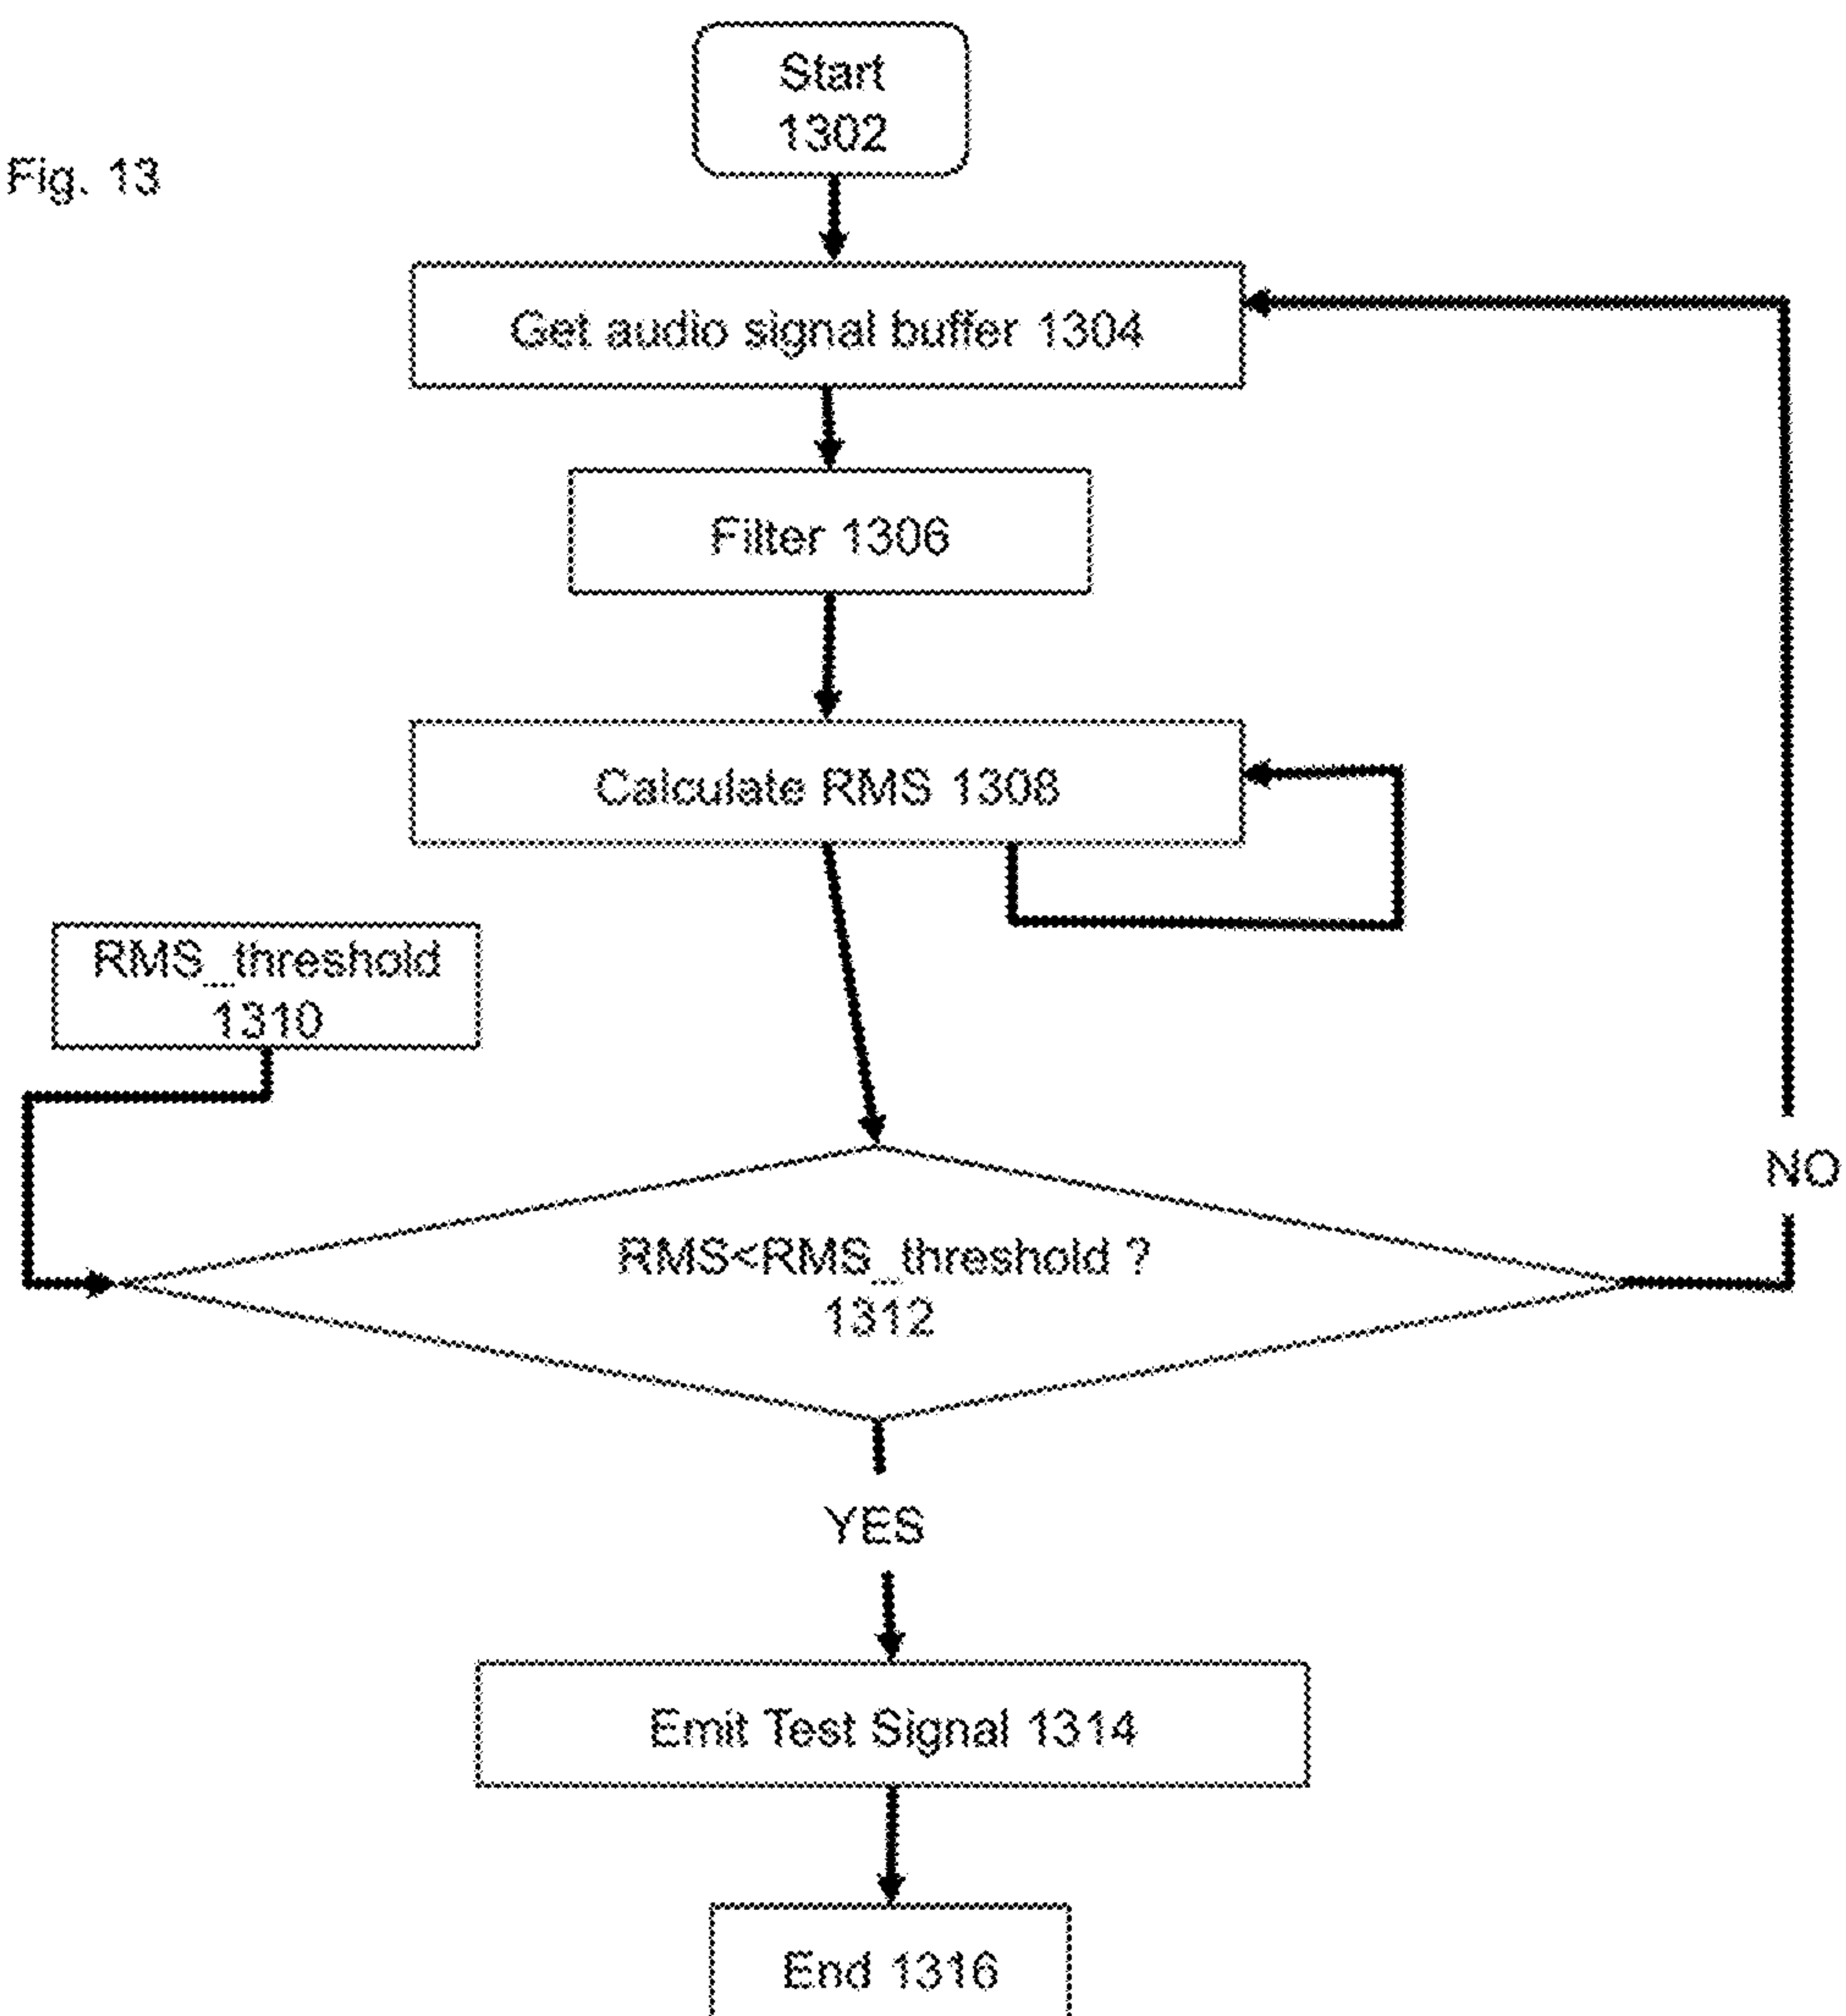 Start
1302
Fig. 13
Get audio signal buffer 1304
Filter 1306
Calculate RMS 1308
RMS_threshold
1310
NO
RMS<RMS_threshold ?
1312
YES
Emit Test Signal 1314
End 1316